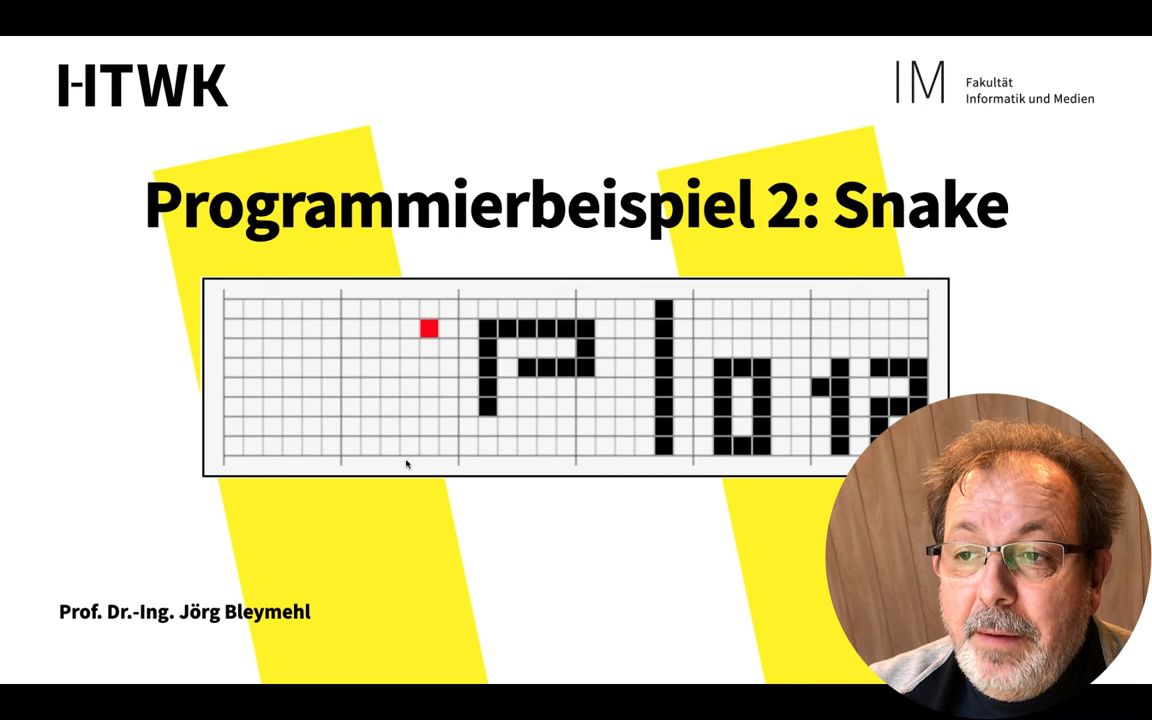 HTWK
IM
Fakultät
Informatik und Medien
Programmierbeispiel 2: Snake
Prof. Dr.-Ing. Jörg Bleymehl